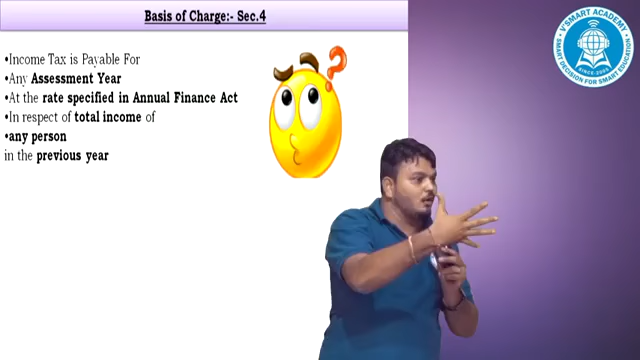 Basis of Charge:- Sec.4
•Income Tax is Payable For
•Any Assessment Year
•At the rate specified in Annual Finance Act
•In respect of total income of
•any person
in the previous year
V'SMART ACADEMY
SINCE-2005
SMART DECISION FOR SMART EDUCATION